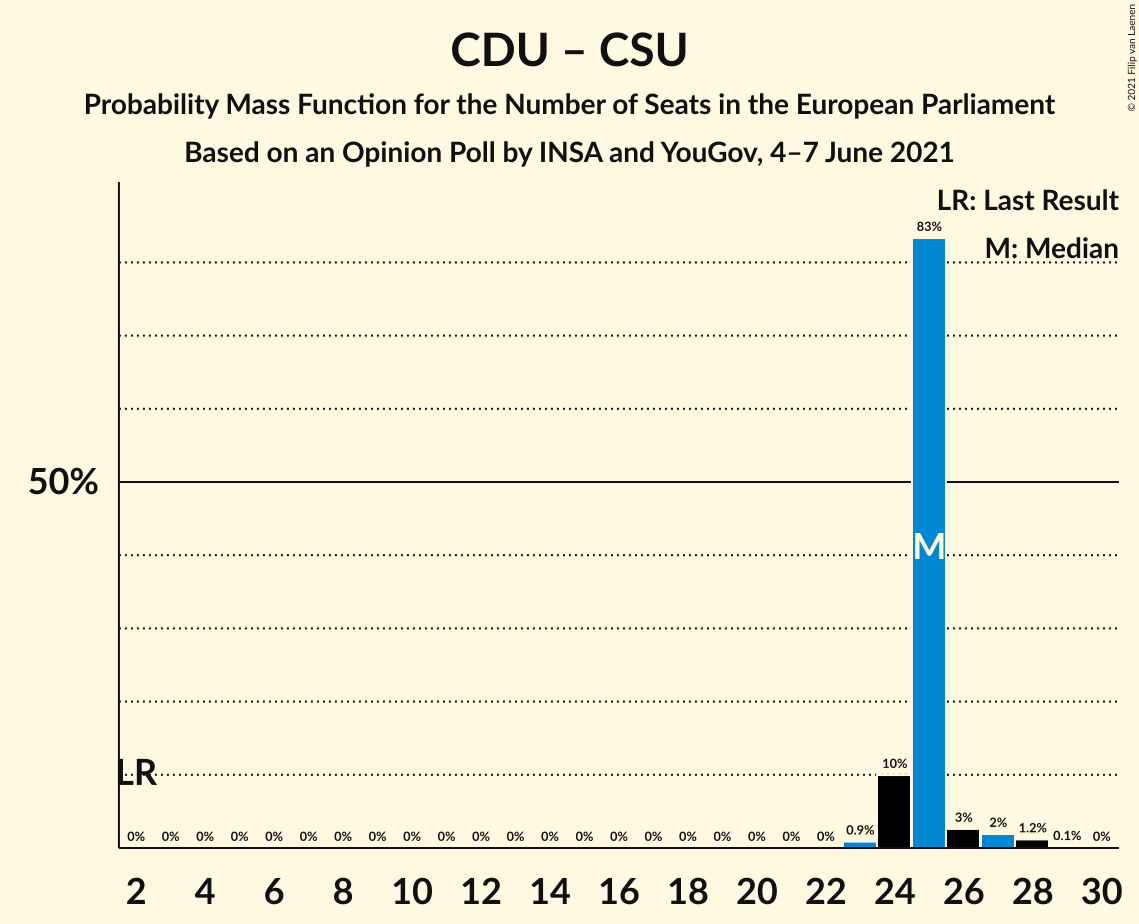 CDU – CSU
Probability Mass Function for the Number of Seats in the European Parliament
Based on an Opinion Poll by INSA and YouGov, 4–7 June 2021
© 2021 Filip van Laenen
LR: Last Result
M: Median
83%
50%
M
LR
10%
0% 0% 0% 0% 0% 0% 0% 0% 0% 0% 0% 0% 0% 0% 0% 0% 0% 0% 0% 0% 0% 0.9% 3% 2% 1.2% 0.1% 0%
2 4 6 8 10 12 14 16 18 20 22 24 26 28 30